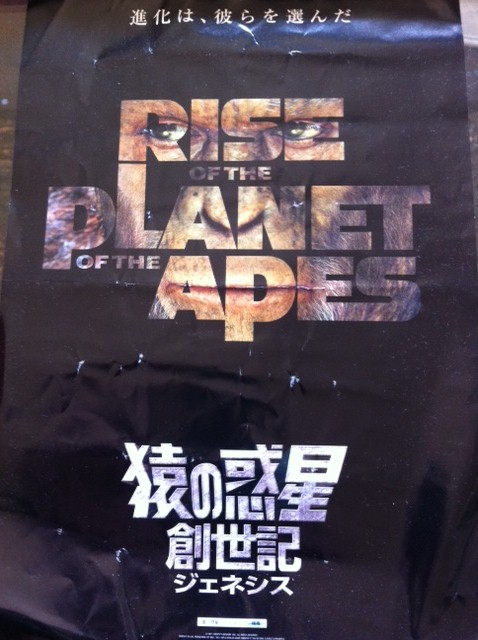 進化は、彼らを選んだ
RISE
OF THE
PLANET
OF THE
APES
猿の惑星
創世記
ジェネシス